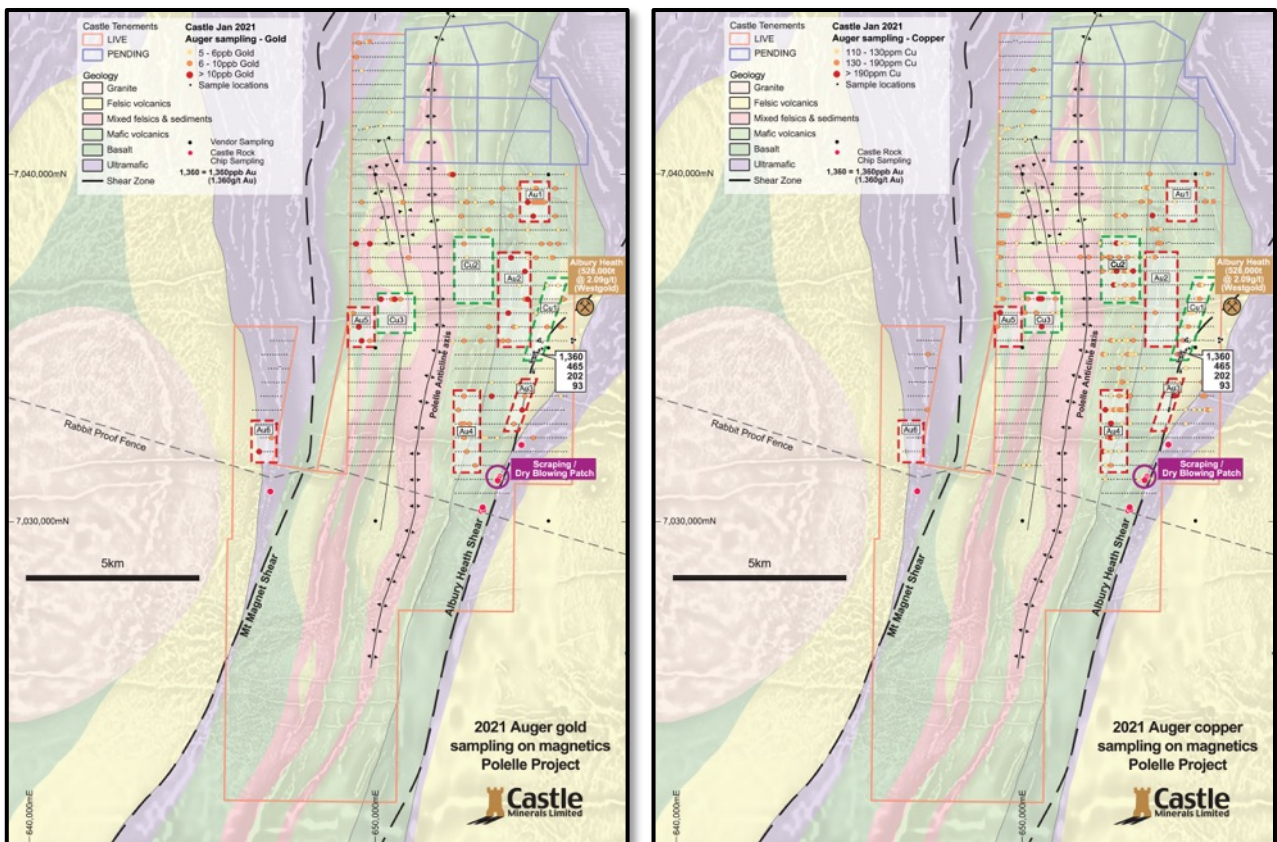 Castle Tenements
LIVE
PENDING
Geology
Granite
Felsic volcanics
Mixed felsics & sediments
Mafic volcanics
Basalt
Ultramafic
Shear Zone
Castle Jan 2021
Auger sampling - Gold
5 - 6ppb Gold
6 - 10ppb Gold
> 10ppb Gold
Sample locations
Vendor Sampling
Castle Rock
Chip Sampling
1,360 = 1,360ppb Au
(1.360g/t Au)
7,040,000mN
Au1
Cu2
Au2
Albury Heath
(528,000t
@ 2.09g/t)
(Westgold)
Cu1
Au5
Cu3
1,360
465
202
93
Polelle Anticline axis
Au3
Au6
Au4
Rabbit Proof Fence
Scraping /
Dry Blowing Patch
7,030,000mN
5km
Mt Magnet Shear
Albury Heath Shear
2021 Auger gold
sampling on magnetics
Polelle Project
Castle
Minerals Limited
640,000mE
650,000mE
Castle Tenements
LIVE
PENDING
Geology
Granite
Felsic volcanics
Mixed felsics & sediments
Mafic volcanics
Basalt
Ultramafic
Shear Zone
Castle Jan 2021
Auger sampling - Copper
110 - 130ppm Cu
130 - 190ppm Cu
> 190ppm Cu
Sample locations
Vendor Sampling
Castle Rock
Chip Sampling
1,360 = 1,360ppb Au
(1.360g/t Au)
7,040,000mN
Au1
Cu2
Au2
Albury Heath
(528,000t
@ 2.09g/t)
(Westgold)
Cu1
Au5
Cu3
1,360
465
202
93
Polelle Anticline axis
Au3
Au6
Au4
Rabbit Proof Fence
Scraping /
Dry Blowing Patch
7,030,000mN
5km
Mt Magnet Shear
Albury Heath Shear
2021 Auger copper
sampling on magnetics
Polelle Project
Castle
Minerals Limited
640,000mE
650,000mE